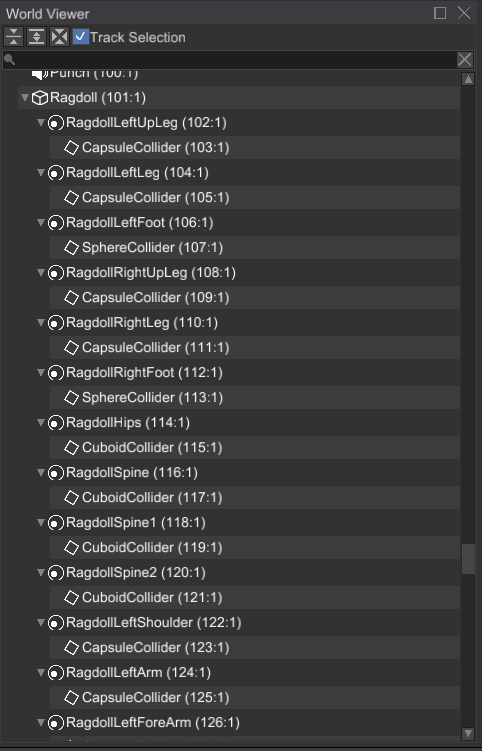 World Viewer
Track Selection
Punch (100:1)
Ragdoll (101:1)
RagdollLeftUpLeg (102:1)
CapsuleCollider (103:1)
RagdollLeftLeg (104:1)
CapsuleCollider (105:1)
RagdollLeftFoot (106:1)
SphereCollider (107:1)
RagdollRightUpLeg (108:1)
CapsuleCollider (109:1)
RagdollRightLeg (110:1)
CapsuleCollider (111:1)
RagdollRightFoot (112:1)
SphereCollider (113:1)
RagdollHips (114:1)
CuboidCollider (115:1)
RagdollSpine (116:1)
CuboidCollider (117:1)
RagdollSpine1 (118:1)
CuboidCollider (119:1)
RagdollSpine2 (120:1)
CuboidCollider (121:1)
RagdollLeftShoulder (122:1)
CapsuleCollider (123:1)
RagdollLeftArm (124:1)
CapsuleCollider (125:1)
RagdollLeftForeArm (126:1)